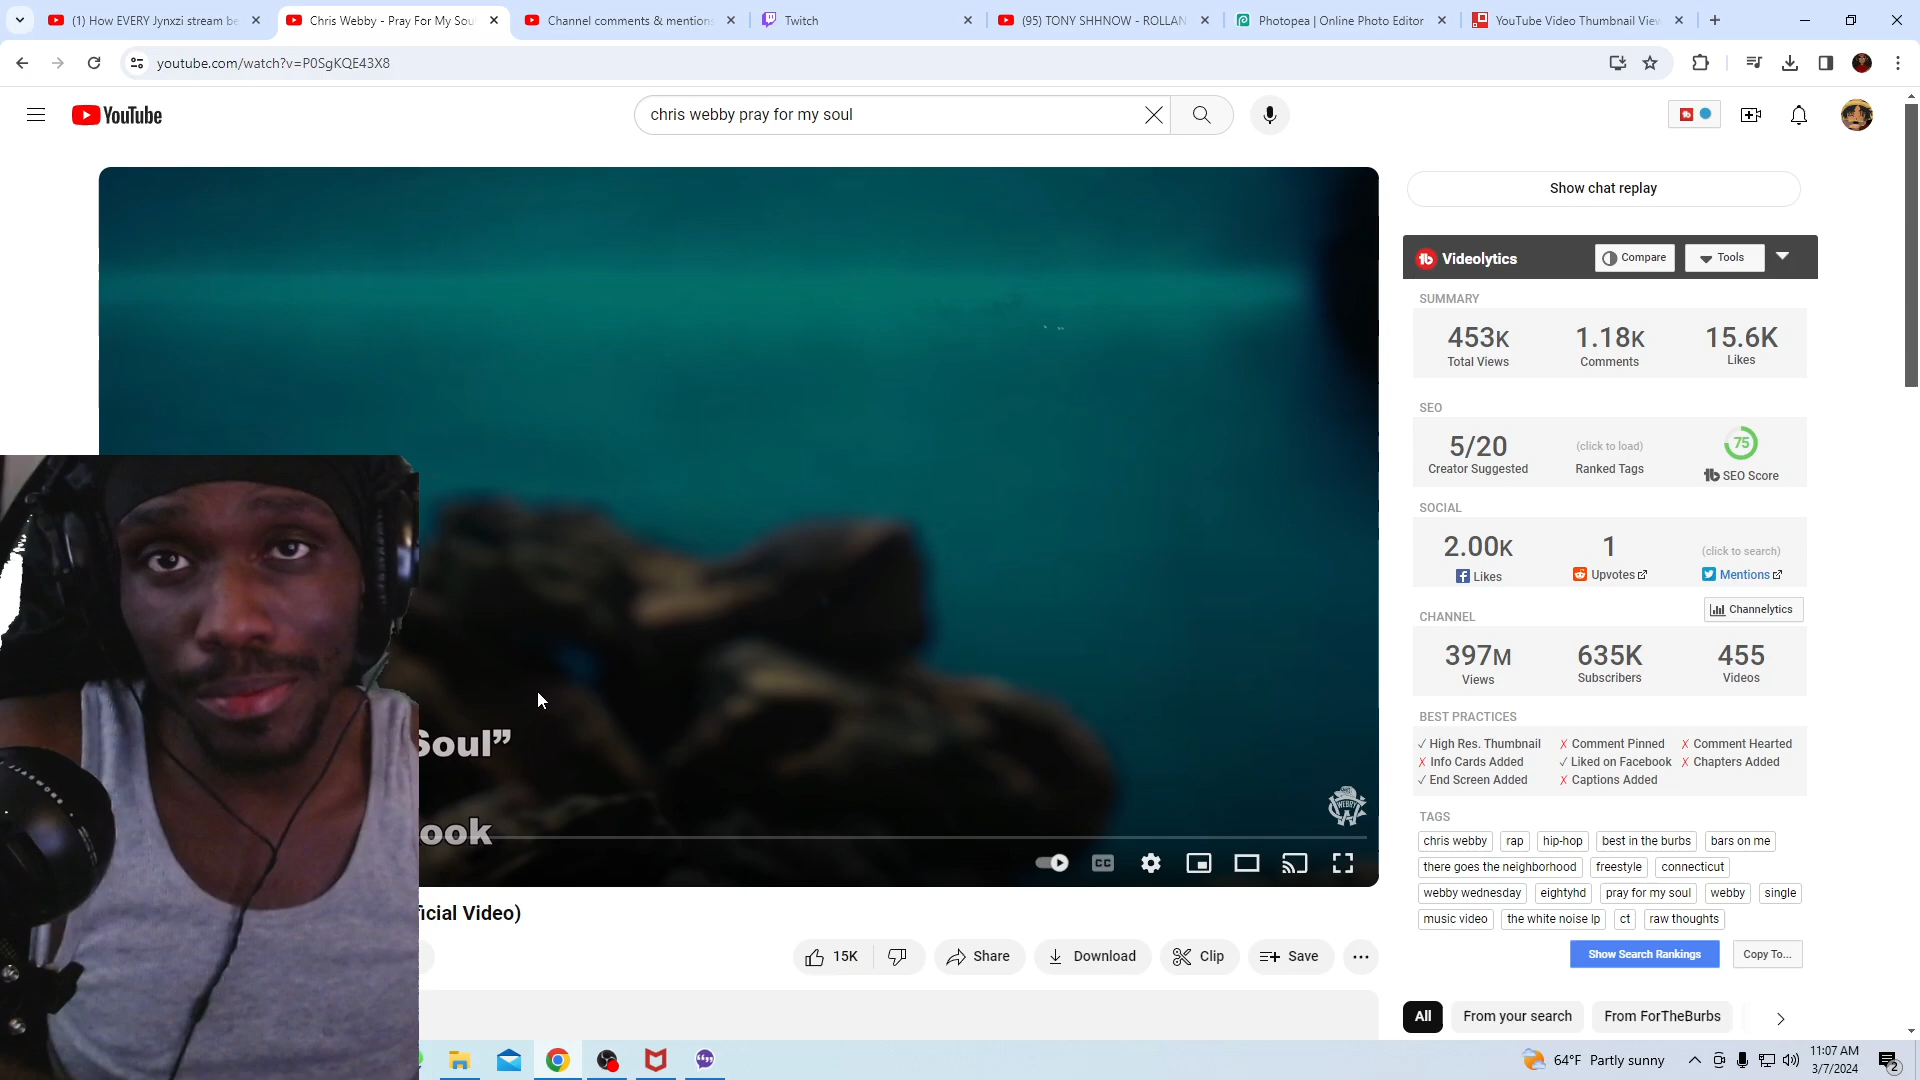 (1) How EVERY Jynxzi stream be
Chris Webby - Pray For My Sou
Channel comments & mention
Twitch
(95) TONY SHHNOW - ROLLAN
Photopea | Online Photo Editor
YouTube Video Thumbnail View
youtube.com/watch?v=P0SgKQE43X8
YouTube
chris webby pray for my soul
Show chat replay
Videolytics
Compare
Tools
SUMMARY
453K
1.18K
15.6K
Total Views
Comments
Likes
SEO
5/20
(click to load)
75
Creator Suggested
Ranked Tags
SEO Score
SOCIAL
2.00K
1
(click to search)
Likes
Upvotes
Mentions
CHANNEL
Channelytics
397M
635K
455
Views
Subscribers
Videos
BEST PRACTICES
✓ High Res. Thumbnail
✗ Comment Pinned
✗ Comment Hearted
✗ Info Cards Added
✓ Liked on Facebook
✗ Chapters Added
✓ End Screen Added
✗ Captions Added
TAGS
chris webby
rap
hip-hop
best in the burbs
bars on me
there goes the neighborhood
freestyle
connecticut
webby wednesday
eightyhd
pray for my soul
webby
single
music video
the white noise lp
ct
raw thoughts
Show Search Rankings
Copy To...
Soul”
ook
WEBBY
CC
ficial Video)
15K
Share
Download
Clip
Save
All
From your search
From ForTheBurbs
64°F Partly sunny
11:07 AM
3/7/2024
2